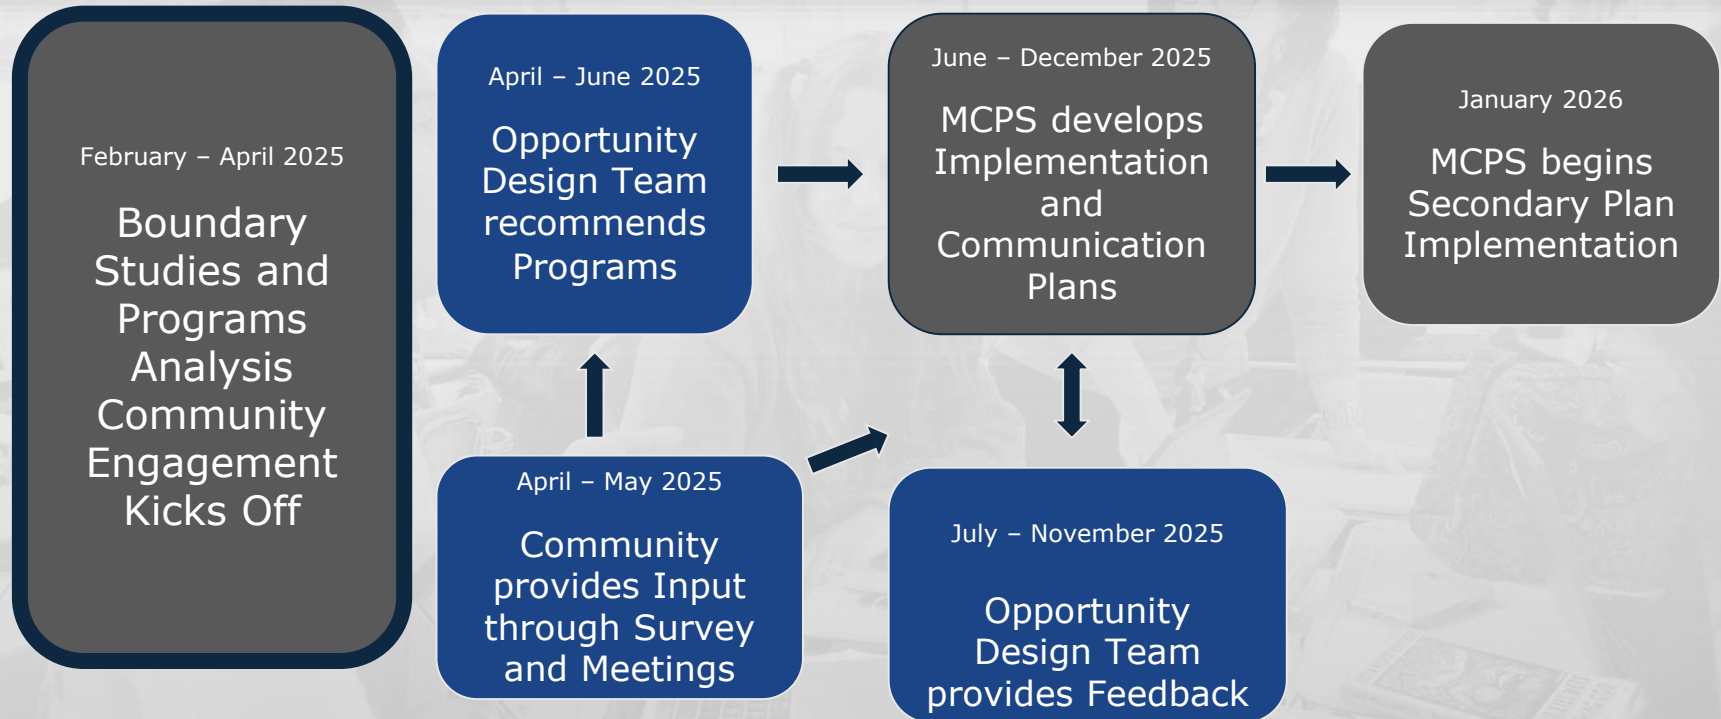 February – April 2025
Boundary
Studies and
Programs
Analysis
Community
Engagement
Kicks Off
April – June 2025
Opportunity
Design Team
recommends
Programs
June – December 2025
MCPS develops
Implementation
and
Communication
Plans
January 2026
MCPS begins
Secondary Plan
Implementation
April – May 2025
Community
provides Input
through Survey
and Meetings
July – November 2025
Opportunity
Design Team
provides Feedback